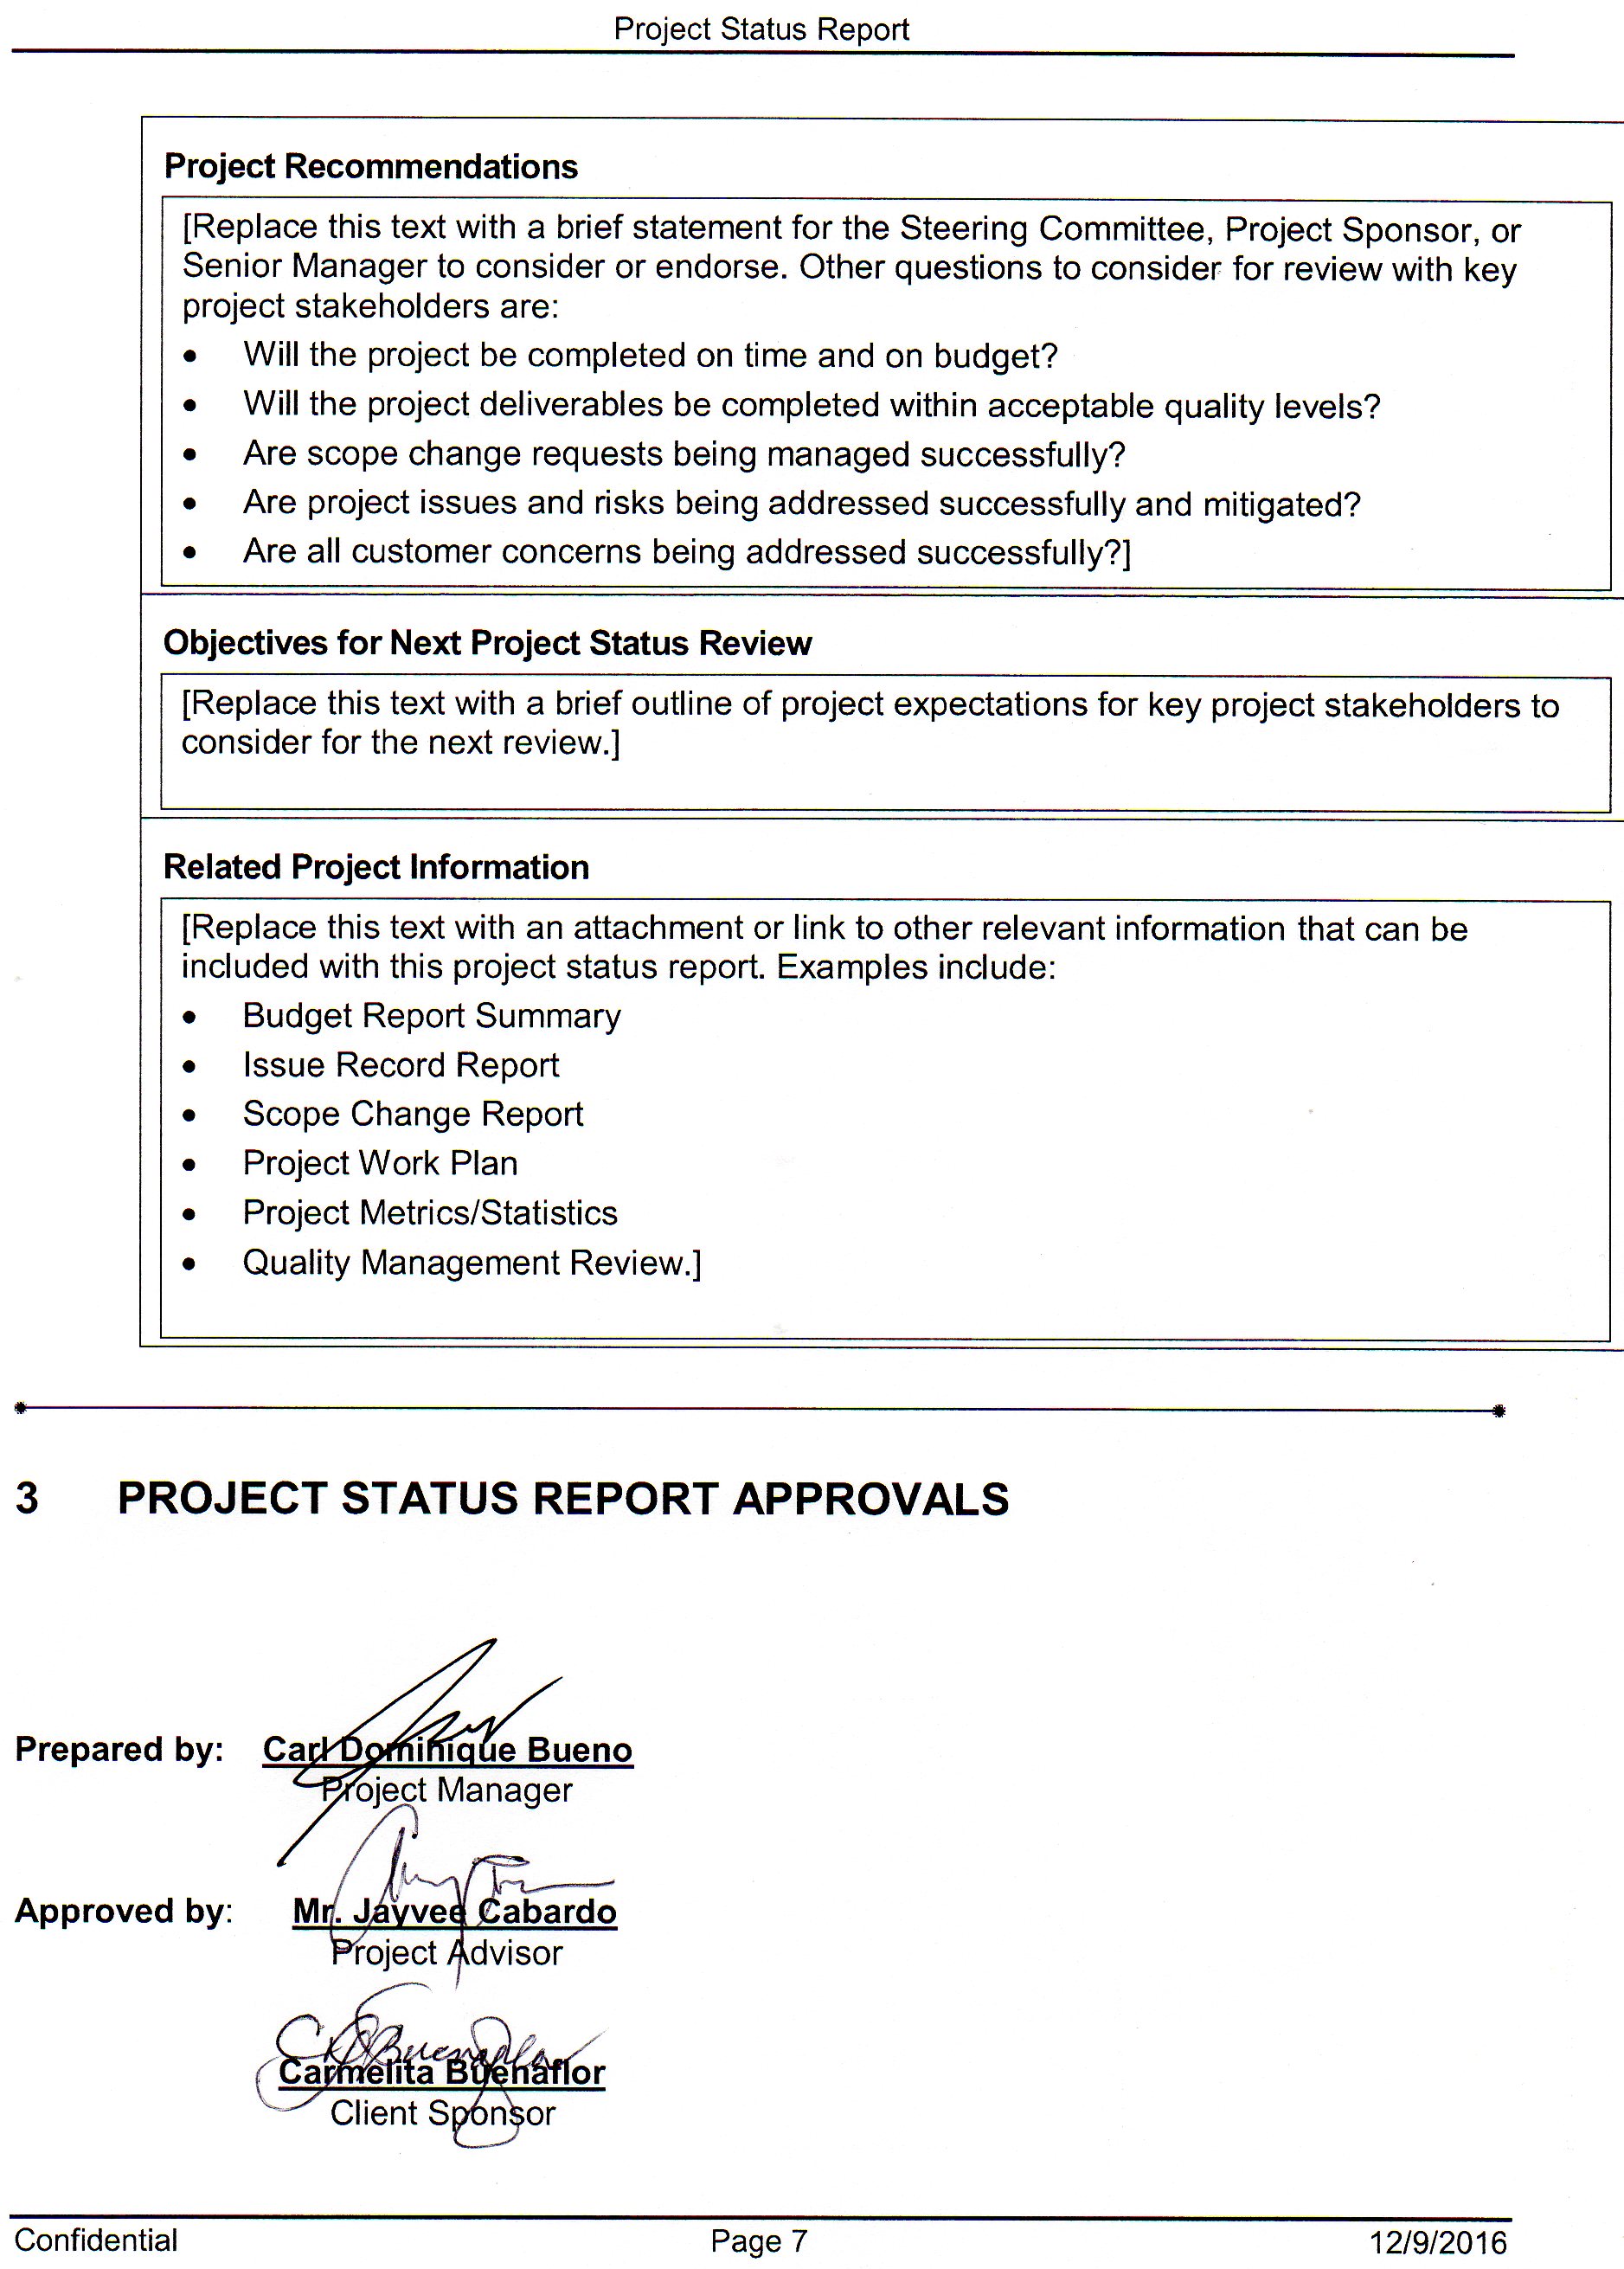 Project Status Report
Project Recommendations
[Replace this text with a brief statement for the Steering Committee, Project Sponsor, or
Senior Manager to consider or endorse. Other questions to consider for review with key
project stakeholders are:
• Will the project be completed on time and on budget?
• Will the project deliverables be completed within acceptable quality levels?
• Are scope change requests being managed successfully?
• Are project issues and risks being addressed successfully and mitigated?
• Are all customer concerns being addressed successfully?]
Objectives for Next Project Status Review
[Replace this text with a brief outline of project expectations for key project stakeholders to
consider for the next review.]
Related Project Information
[Replace this text with an attachment or link to other relevant information that can be
included with this project status report. Examples include:
• Budget Report Summary
• Issue Record Report
• Scope Change Report
• Project Work Plan
• Project Metrics/Statistics
• Quality Management Review.]
3 PROJECT STATUS REPORT APPROVALS
Prepared by: Carl Dominique Bueno
Project Manager
Approved by: Mr. Jayvee Cabardo
Project Advisor
Carmelita Buenaflor
Client Sponsor
Confidential Page 7 12/9/2016